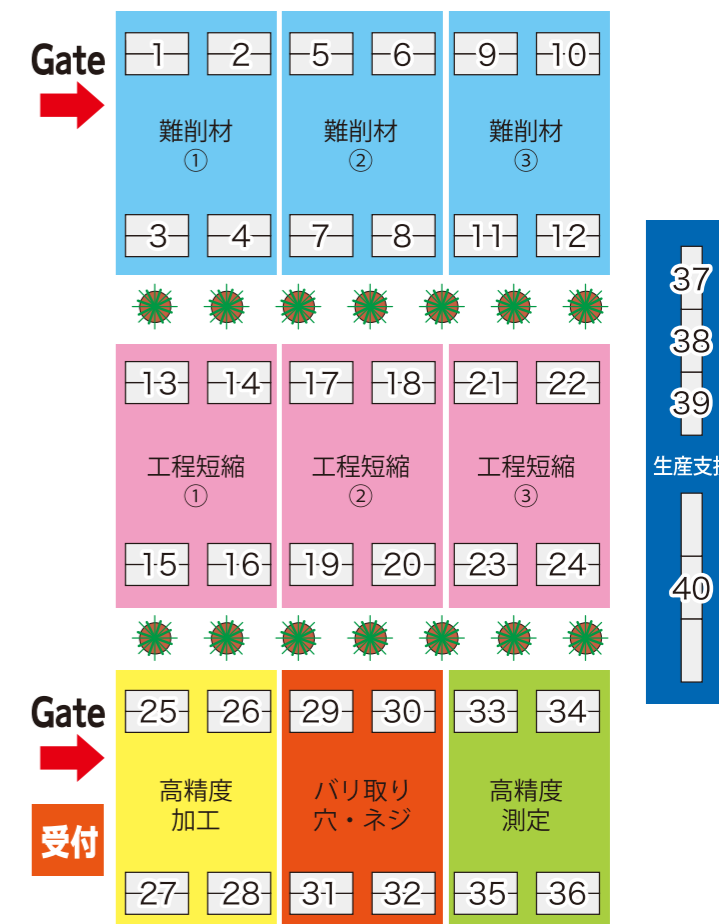 Gate
1 2 5 6 9 10
難削材 難削材 難削材
① ② ③
3 4 7 8 11 12
37
38
39
13 14 17 18 21 22
工程短縮 工程短縮 工程短縮
① ② ③
生産支
15 16 19 20 23 24
40
Gate
25 26 29 30 33 34
高精度 バリ取り 高精度
加工 穴・ネジ 測定
受付
27 28 31 32 35 36